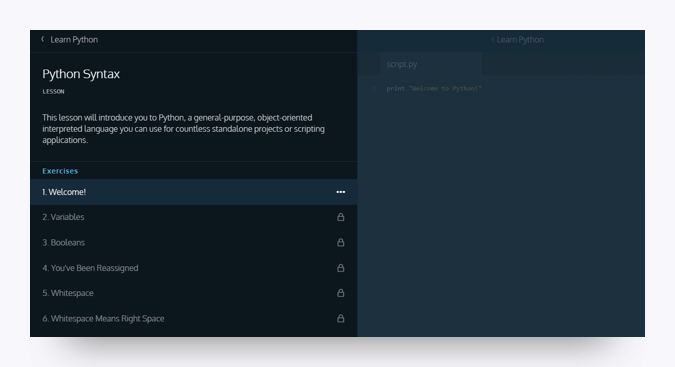 Learn Python
Python Syntax
LESSON
This lesson will introduce you to Python, a general-purpose, object-oriented
interpreted language you can use for countless standalone projects or scripting
applications.
Exercises
1. Welcome!
2. Variables
3. Booleans
4. You've Been Reassigned
5. Whitespace
6. Whitespace Means Right Space
Learn Python
script.py
1 print "Welcome to Python!"